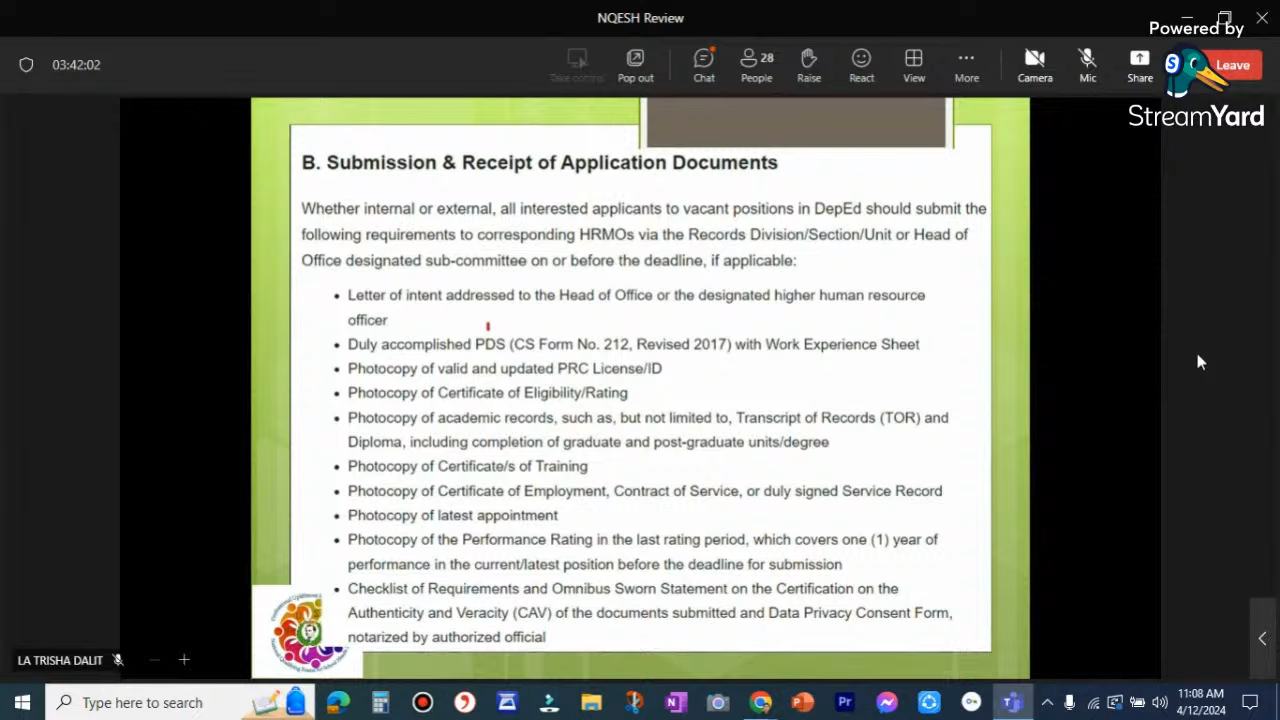 NQESH Review
Powered by
StreamYard
03:42:02
Take control
Pop out
Chat
28
People
Raise
React
View
More
Camera
Mic
Share
Leave
B. Submission & Receipt of Application Documents
Whether internal or external, all interested applicants to vacant positions in DepEd should submit the
following requirements to corresponding HRMOs via the Records Division/Section/Unit or Head of
Office designated sub-committee on or before the deadline, if applicable:
• Letter of intent addressed to the Head of Office or the designated higher human resource
officer
• Duly accomplished PDS (CS Form No. 212, Revised 2017) with Work Experience Sheet
• Photocopy of valid and updated PRC License/ID
• Photocopy of Certificate of Eligibility/Rating
• Photocopy of academic records, such as, but not limited to, Transcript of Records (TOR) and
Diploma, including completion of graduate and post-graduate units/degree
• Photocopy of Certificate/s of Training
• Photocopy of Certificate of Employment, Contract of Service, or duly signed Service Record
• Photocopy of latest appointment
• Photocopy of the Performance Rating in the last rating period, which covers one (1) year of
performance in the current/latest position before the deadline for submission
• Checklist of Requirements and Omnibus Sworn Statement on the Certification on the
Authenticity and Veracity (CAV) of the documents submitted and Data Privacy Consent Form,
notarized by authorized official
LA TRISHA DALIT
Type here to search
11:08 AM
4/12/2024